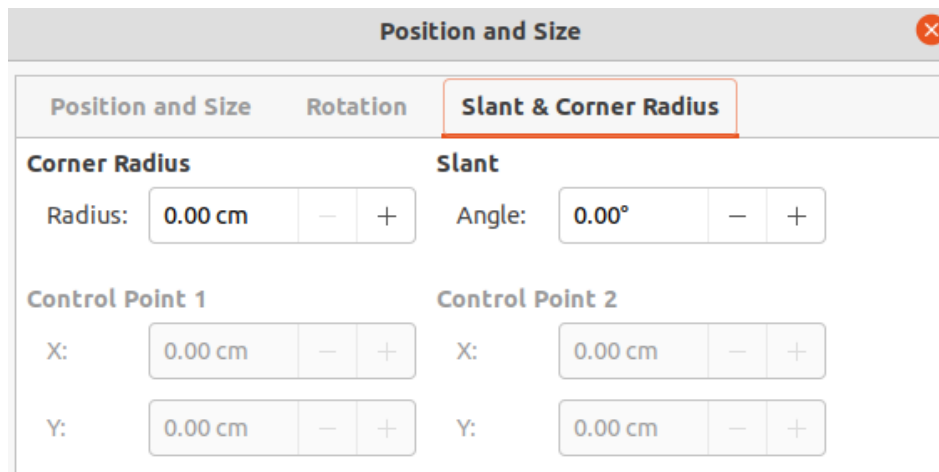 Position and Size
Position and Size Rotation Slant & Corner Radius
Corner Radius Slant
Radius: 0.00 cm − + Angle: 0.00° − +
Control Point 1 Control Point 2
X: 0.00 cm − + X: 0.00 cm − +
Y: 0.00 cm − + Y: 0.00 cm − +